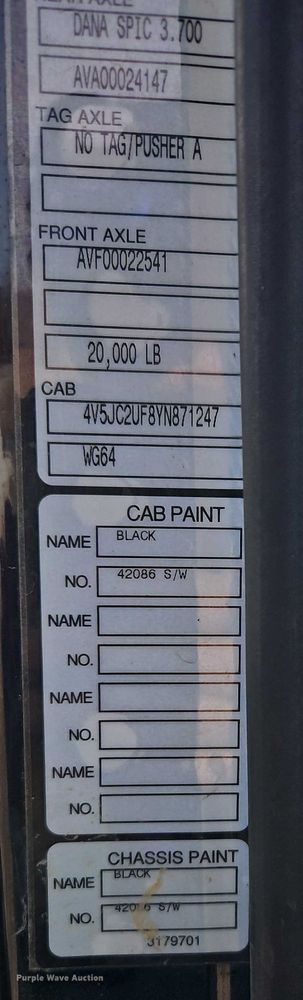 DANA SPIC 3.700
AVA00024147
TAG AXLE
NO TAG/PUSHER A
FRONT AXLE
AVF00022541
20,000 LB
CAB
4V5JC2UF8YN871247
WG64
CAB PAINT
NAME BLACK
NO. 42086 S/W
NAME
NO.
NAME
NO.
NAME
NO.
CHASSIS PAINT
NAME BLACK
NO. S/W
3179701
Purple Wave Auction